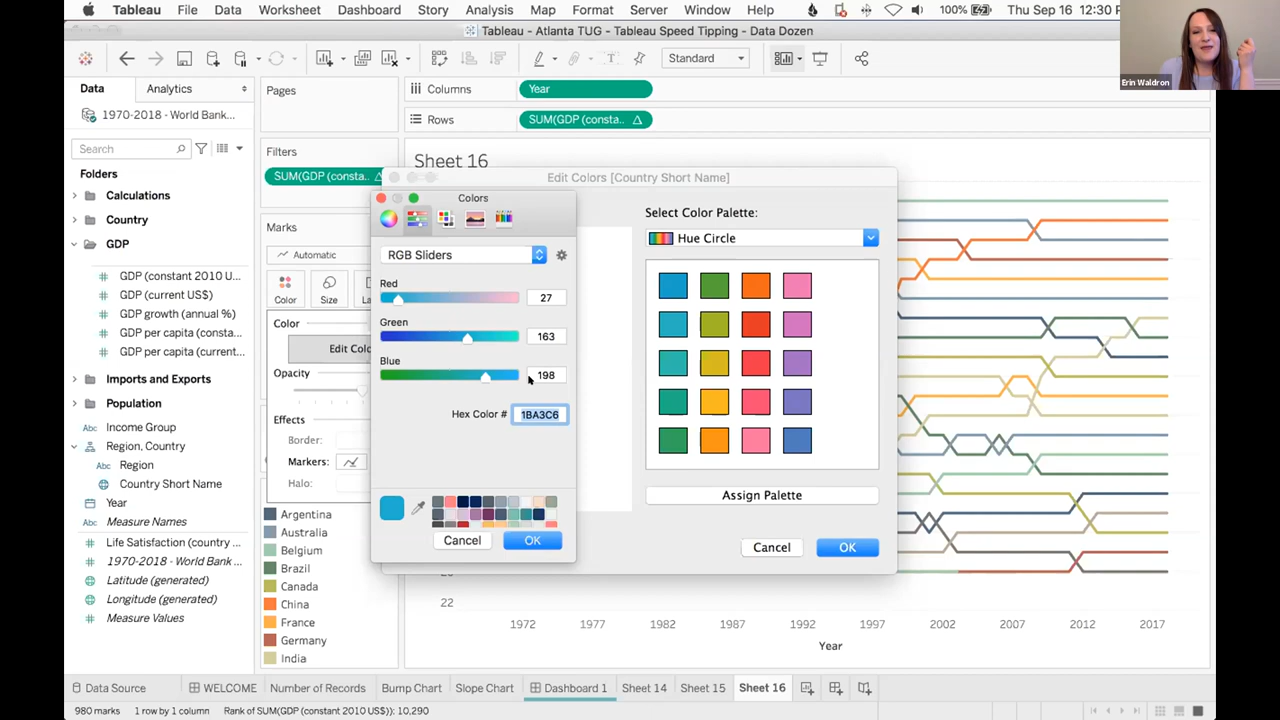 Tableau File Data Worksheet Dashboard Story Analysis Map Format Server Window Help 100% Thu Sep 16 12:30 P
Tableau - Atlanta TUG - Tableau Speed Tipping - Data Dozen
Erin Waldron
Standard
Data Analytics
Pages
Columns Year
1970-2018 - World Bank...
Rows SUM(GDP (consta..
Search
Filters
Sheet 16
Folders
SUM(GDP (consta..
Edit Colors [Country Short Name]
Calculations
Colors
Country
Select Color Palette:
Marks
GDP
Hue Circle
Automatic
RGB Sliders
GDP (constant 2010 U...
Red
GDP (current US$)
27
Color Size
GDP growth (annual %)
Color
Green
GDP per capita (consta...
163
Edit Colo
GDP per capita (current...
Blue
Opacity
Imports and Exports
198
Population
Effects
Hex Color # 1BA3C6
Income Group
Border:
Region, Country
Markers:
Region
Halo:
Country Short Name
Assign Palette
Year
Argentina
Measure Names
Australia
Life Satisfaction (country ...
Cancel OK
Cancel OK
Belgium
1970-2018 - World Bank ...
Brazil
Latitude (generated)
Canada
Longitude (generated)
China
22
Measure Values
France
1972 1977 1982 1987 1992 1997 2002 2007 2012 2017
Germany
Year
India
Data Source WELCOME Number of Records Bump Chart Slope Chart Dashboard 1 Sheet 14 Sheet 15 Sheet 16
980 marks 1 row by 1 column Rank of SUM(GDP (constant 2010 US$)): 10,290